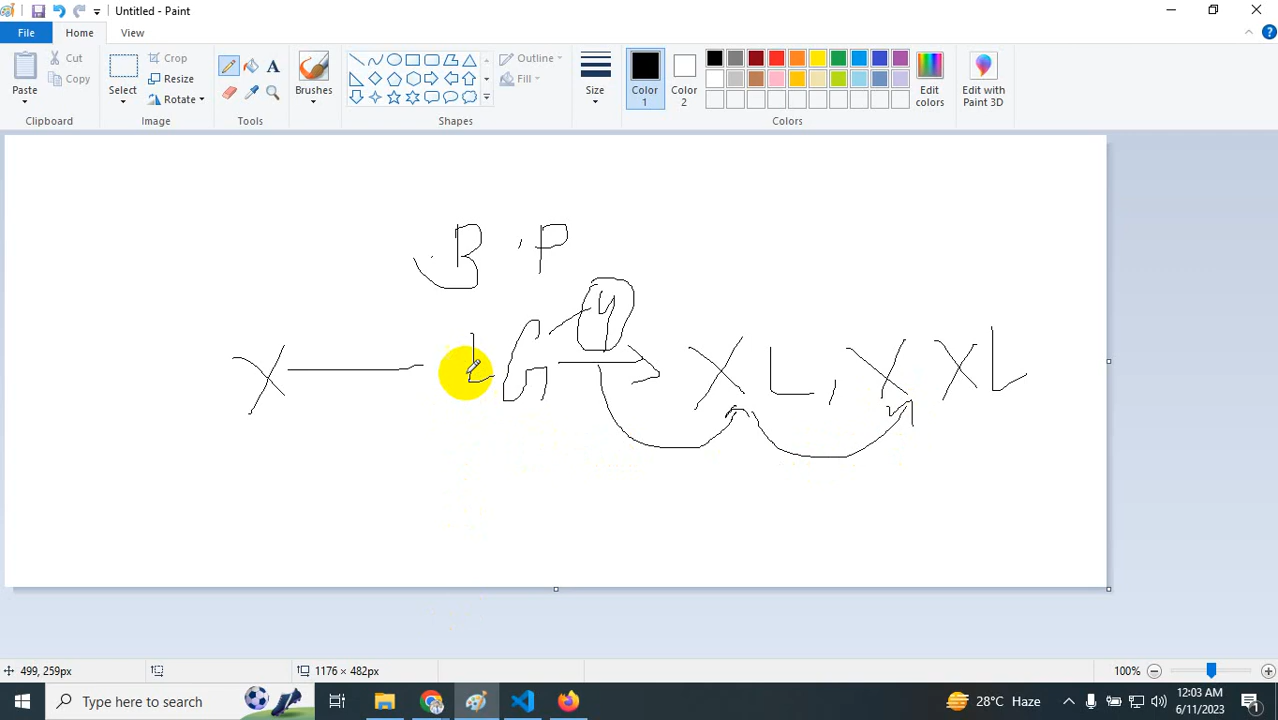 Untitled - Paint
File Home View
Paste
Cut
Copy
Clipboard
Select
Crop
Resize
Rotate
Image
Tools
Brushes
Shapes
Outline
Fill
Size
Color 1
Color 2
Edit colors
Edit with Paint 3D
Colors
B , P
X L G y XL, XXL
499, 259px
1176 × 482px
100%
Type here to search
28°C Haze
12:03 AM
6/11/2023
1